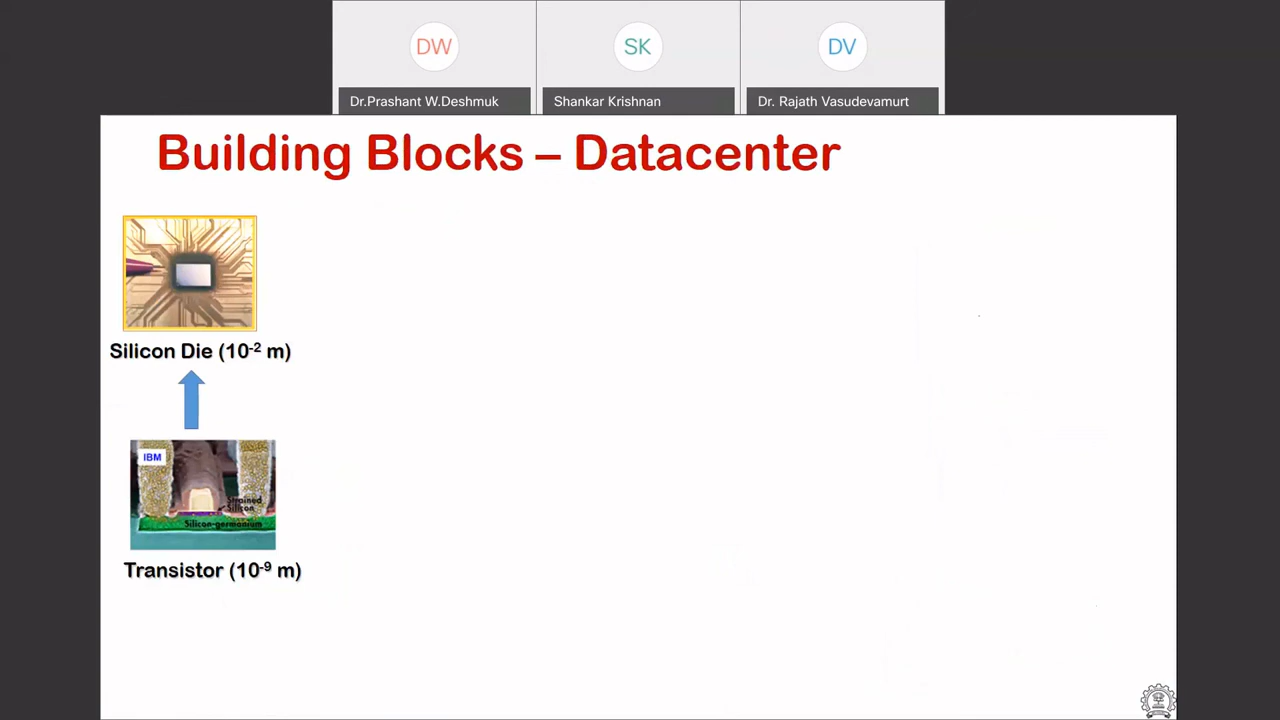 DW
SK
DV
Dr.Prashant W.Deshmuk
Shankar Krishnan
Dr. Rajath Vasudevamurt
Building Blocks – Datacenter
Silicon Die (10⁻² m)
IBM
Strained
Silicon
Silicon-germanium
Transistor (10⁻⁹ m)